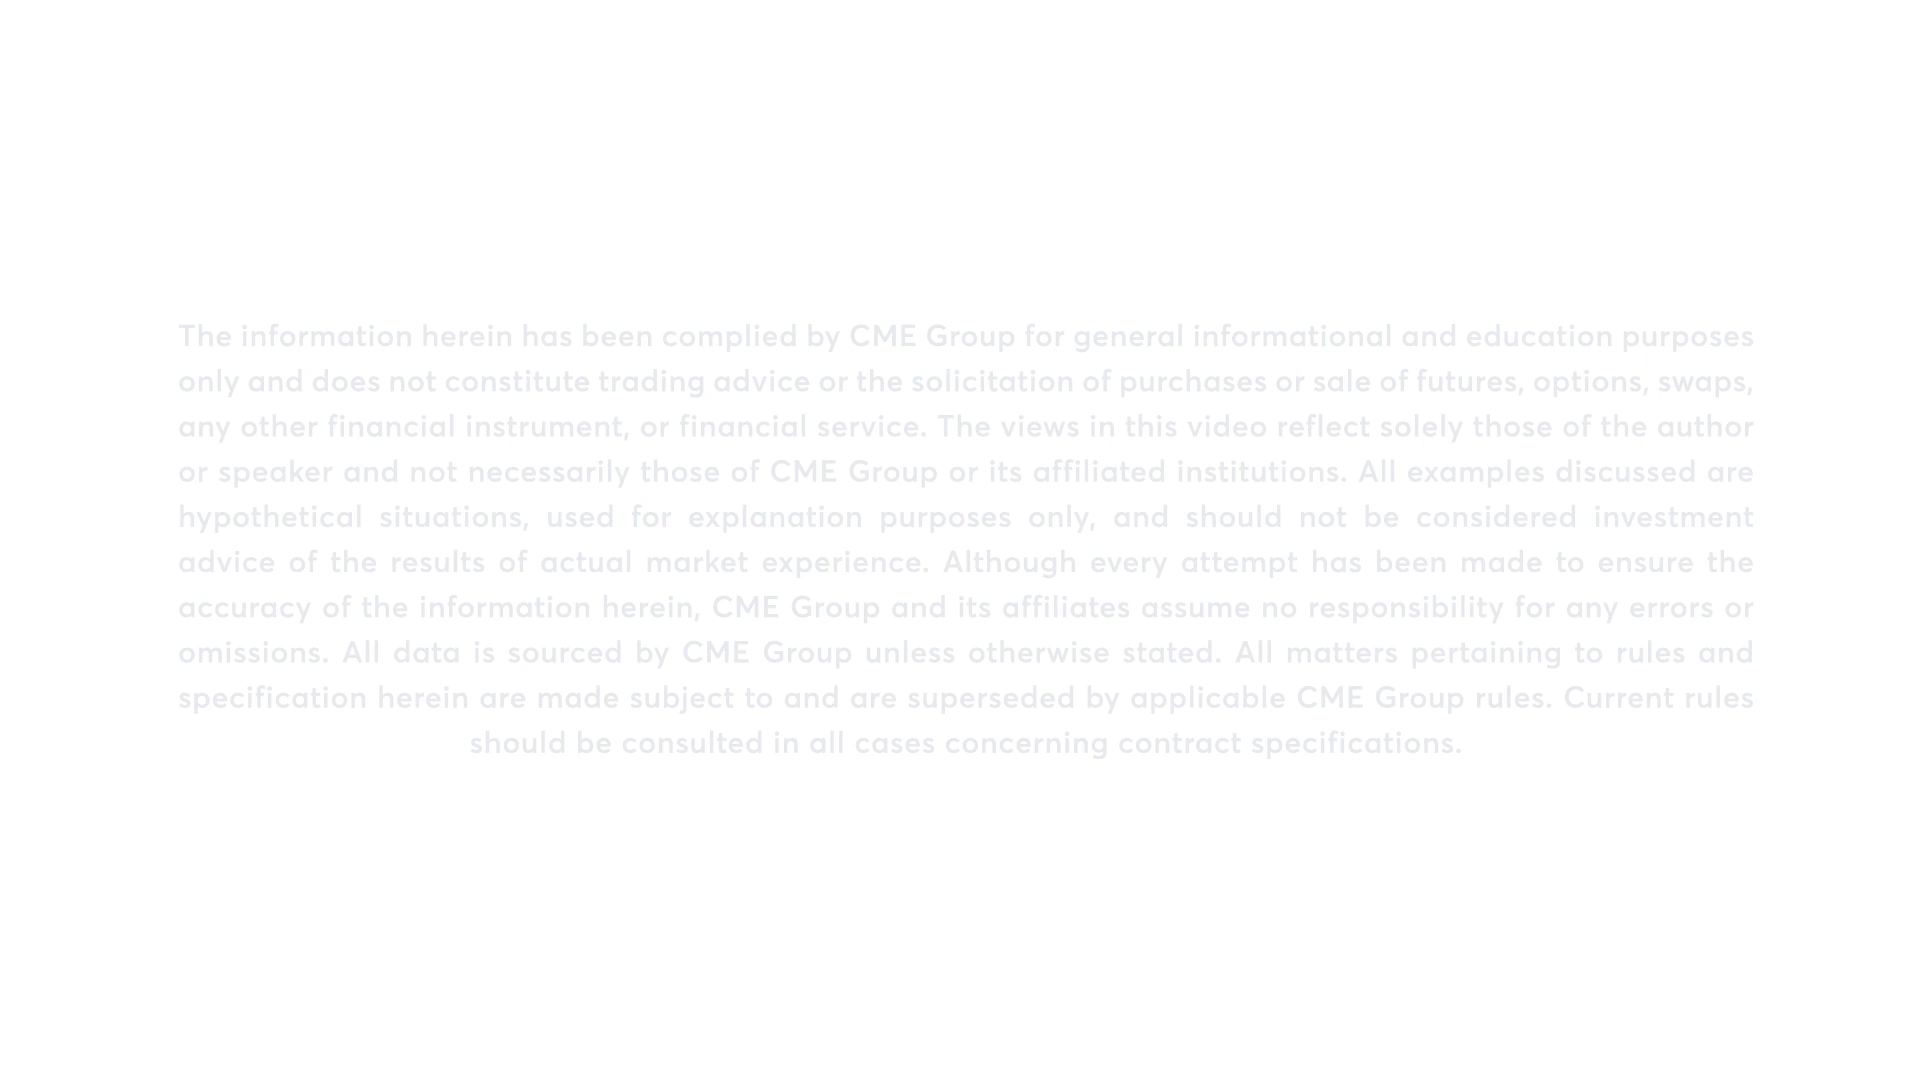 The information herein has been complied by CME Group for general informational and education purposes
only and does not constitute trading advice or the solicitation of purchases or sale of futures, options, swaps,
any other financial instrument, or financial service. The views in this video reflect solely those of the author
or speaker and not necessarily those of CME Group or its affiliated institutions. All examples discussed are
hypothetical situations, used for explanation purposes only, and should not be considered investment
advice of the results of actual market experience. Although every attempt has been made to ensure the
accuracy of the information herein, CME Group and its affiliates assume no responsibility for any errors or
omissions. All data is sourced by CME Group unless otherwise stated. All matters pertaining to rules and
specification herein are made subject to and are superseded by applicable CME Group rules. Current rules
should be consulted in all cases concerning contract specifications.